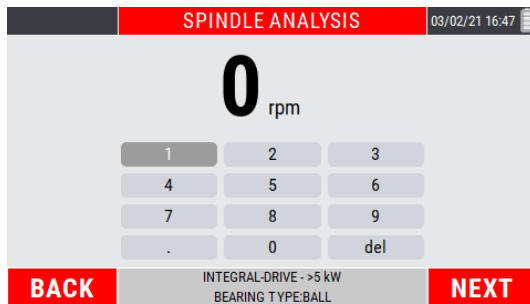 SPINDLE ANALYSIS 03/02/21 16:47
0 rpm
1 2 3
4 5 6
7 8 9
. 0 del
BACK INTEGRAL-DRIVE - >5 kW NEXT
BEARING TYPE:BALL